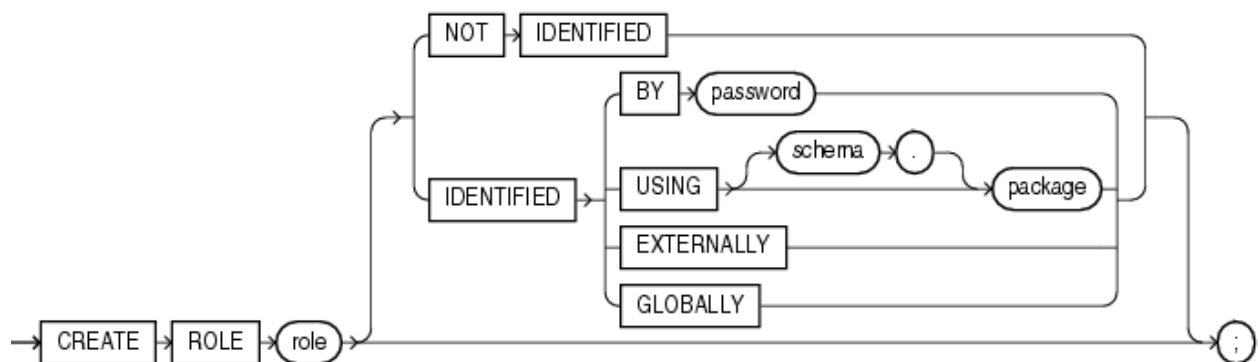 NOT IDENTIFIED
BY password
schema .
IDENTIFIED USING package
EXTERNALLY
GLOBALLY
CREATE ROLE role ;